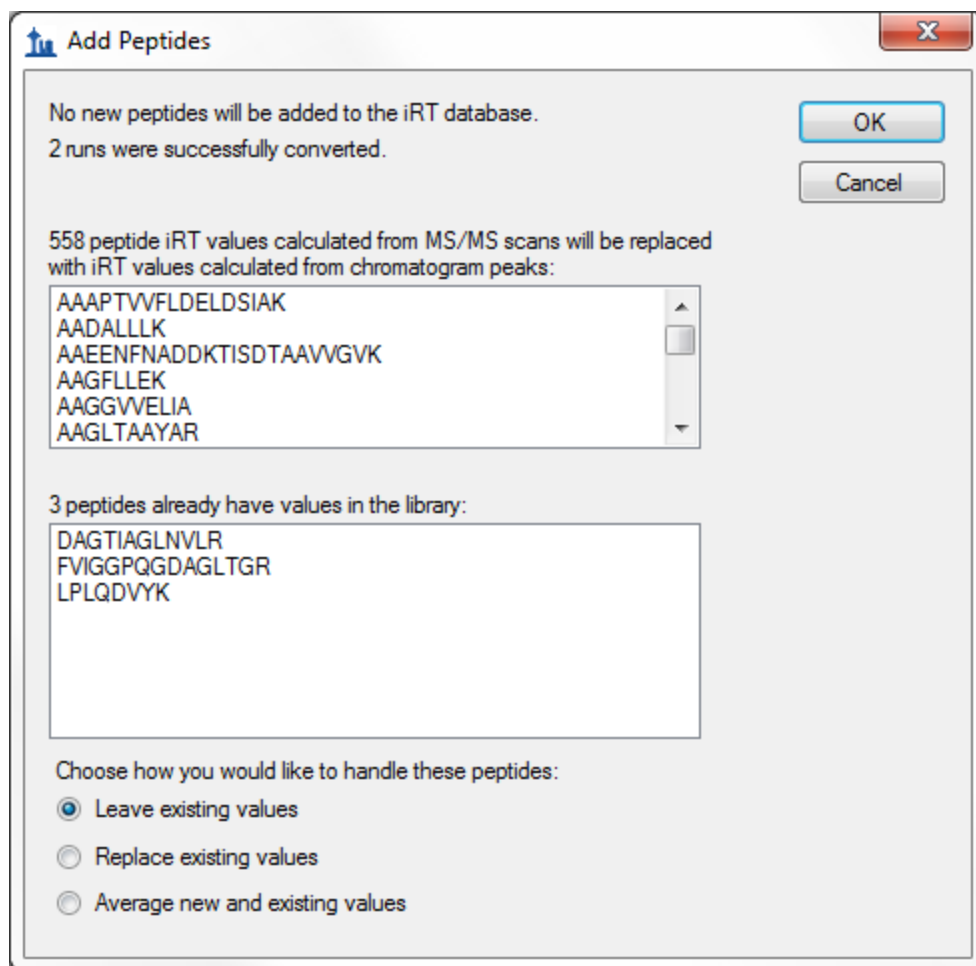 Add Peptides
No new peptides will be added to the iRT database.
2 runs were successfully converted.
OK
Cancel
558 peptide iRT values calculated from MS/MS scans will be replaced
with iRT values calculated from chromatogram peaks:
AAAPTVVFLDELDSIAK
AADALLLK
AAEENFNADDKTISDTAAVVGVK
AAGFLLEK
AAGGVVELIA
AAGLTAAYAR
3 peptides already have values in the library:
DAGTIAGLNVLR
FVIGGPQGDAGLTGR
LPLQDVYK
Choose how you would like to handle these peptides:
Leave existing values
Replace existing values
Average new and existing values